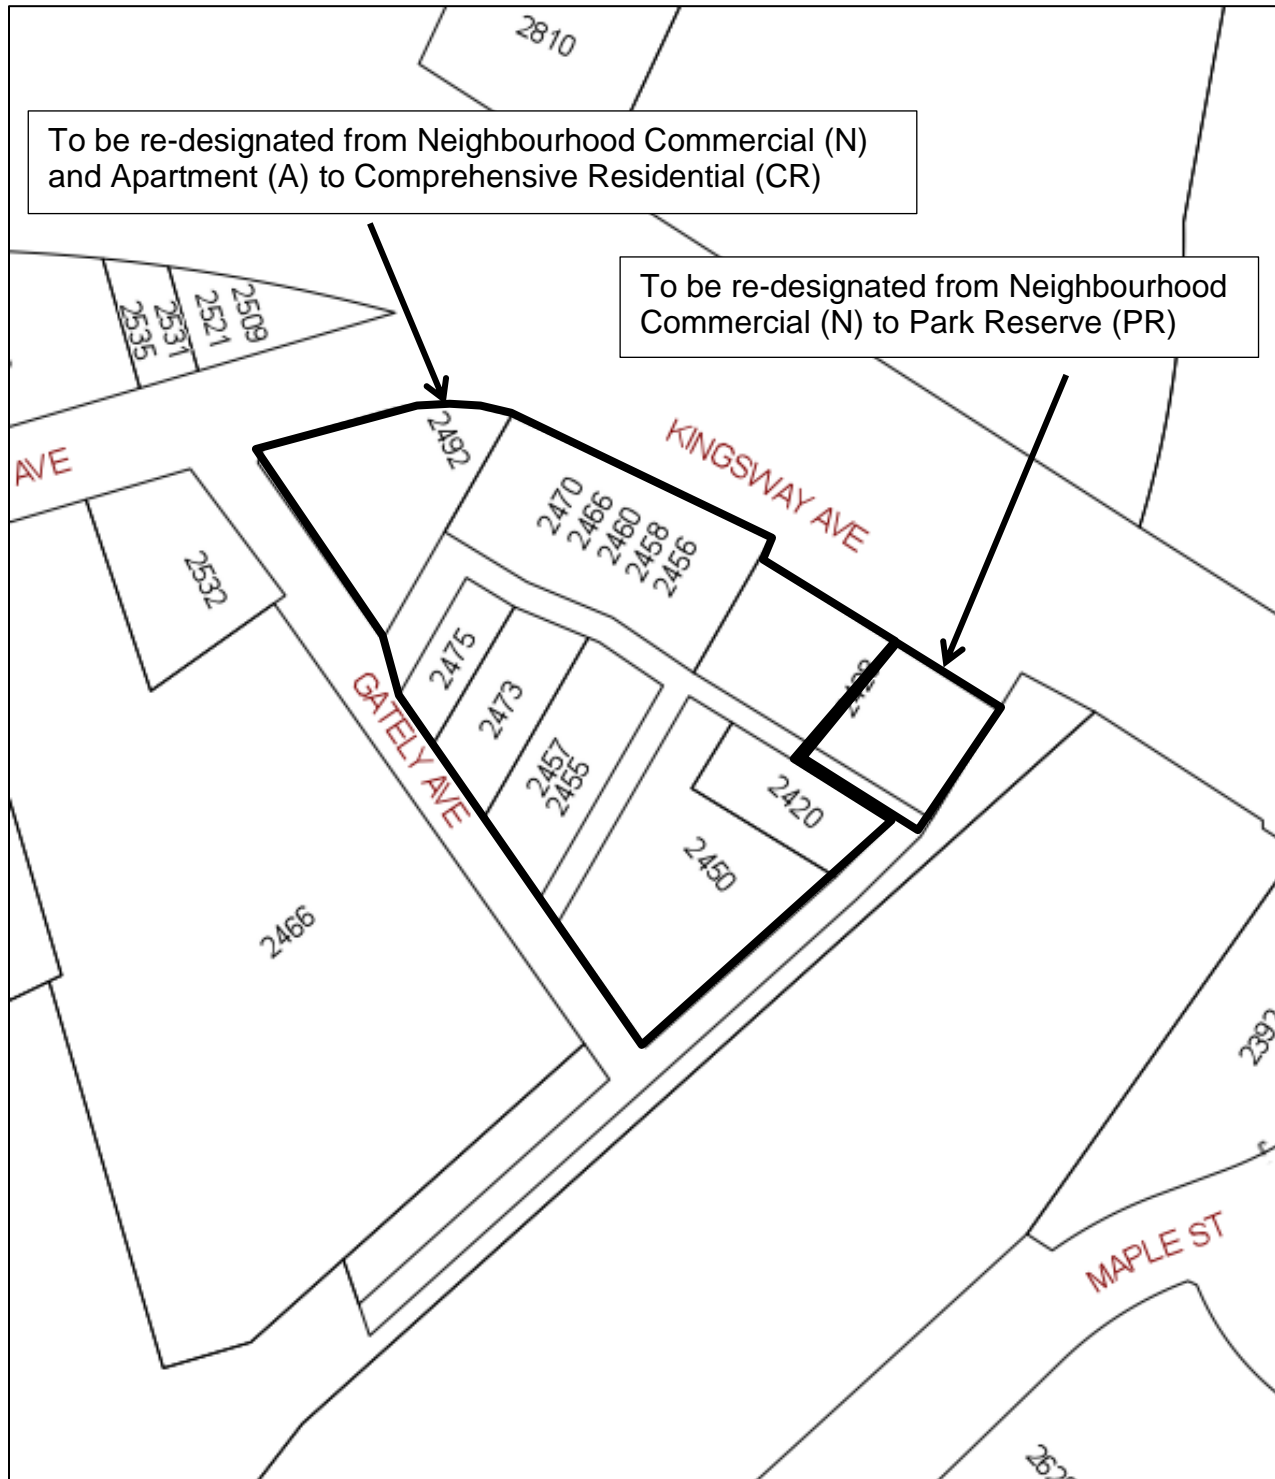 2810
To be re-designated from Neighbourhood Commercial (N)
and Apartment (A) to Comprehensive Residential (CR)
To be re-designated from Neighbourhood
Commercial (N) to Park Reserve (PR)
2509
2521
2531
2535
AVE
2492
KINGSWAY AVE
2470
2466
2460
2458
2456
2532
2475
2473
2457
2455
GATELY AVE
2420
2450
2466
2392
MAPLE ST